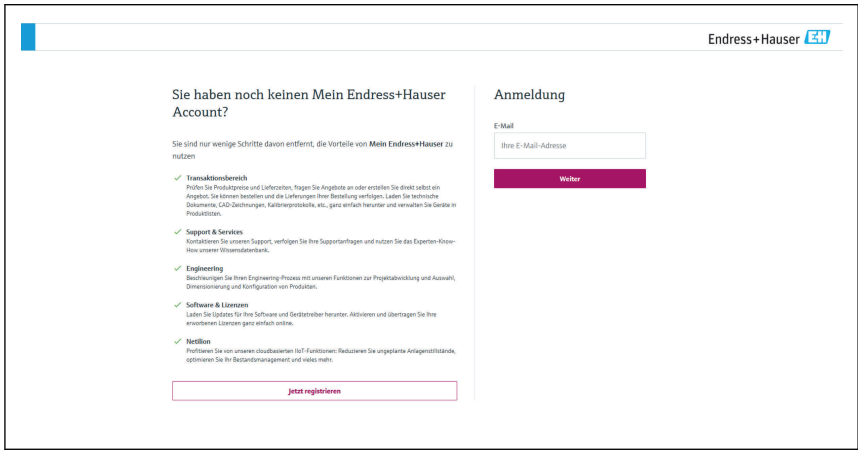 Endress+Hauser EH
Sie haben noch keinen Mein Endress+Hauser
Account?
Sie sind nur wenige Schritte davon entfernt, die Vorteile von Mein Endress+Hauser zu
nutzen
Transaktionsbereich
Prüfen Sie Produktpreise und Lieferzeiten, fragen Sie Angebote an oder erstellen Sie direkt selbst ein
Angebot. Sie können bestellen und die Lieferungen Ihrer Bestellung verfolgen. Laden Sie technische
Dokumente, CAD-Zeichnungen, Kalibrierprotokolle, etc., ganz einfach herunter und verwalten Sie Geräte in
Produktlisten.
Support & Services
Kontaktieren Sie unseren Support, verfolgen Sie Ihre Supportanfragen und nutzen Sie das Experten-Know-
How unserer Wissensdatenbank.
Engineering
Beschleunigen Sie Ihren Engineering-Prozess mit unseren Funktionen zur Projektabwicklung und Auswahl,
Dimensionierung und Konfiguration von Produkten.
Software & Lizenzen
Laden Sie Updates für Ihre Software und Gerätetreiber herunter. Aktivieren und übertragen Sie Ihre
erworbenen Lizenzen ganz einfach online.
Netilion
Profitieren Sie von unseren cloudbasierten IIoT-Funktionen: Reduzieren Sie ungeplante Anlagenstillstände,
optimieren Sie Ihr Bestandsmanagement und vieles mehr.
Jetzt registrieren
Anmeldung
E-Mail
Ihre E-Mail-Adresse
Weiter